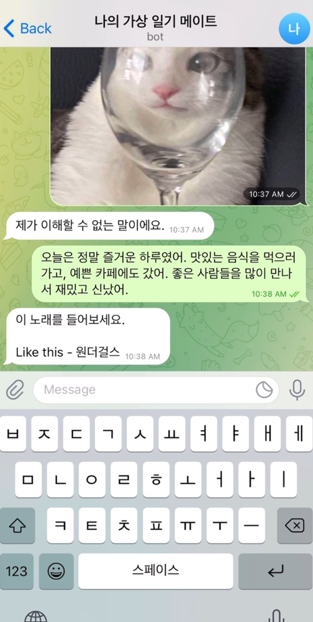 Back
나의 가상 일기 메이트
bot
나
10:37 AM
제가 이해할 수 없는 말이에요. 10:37 AM
오늘은 정말 즐거운 하루였어. 맛있는 음식을 먹으러
가고, 예쁜 카페에도 갔어. 좋은 사람들을 많이 만나
서 재밌고 신났어.
10:38 AM
이 노래를 들어보세요.
Like this - 원더걸스 10:38 AM
Message
ㅂ ㅈ ㄷ ㄱ ㅅ ㅛ ㅕ ㅑ ㅐ ㅔ
ㅁ ㄴ ㅇ ㄹ ㅎ ㅗ ㅓ ㅏ ㅣ
ㅋ ㅌ ㅊ ㅍ ㅠ ㅜ ㅡ
123 스페이스